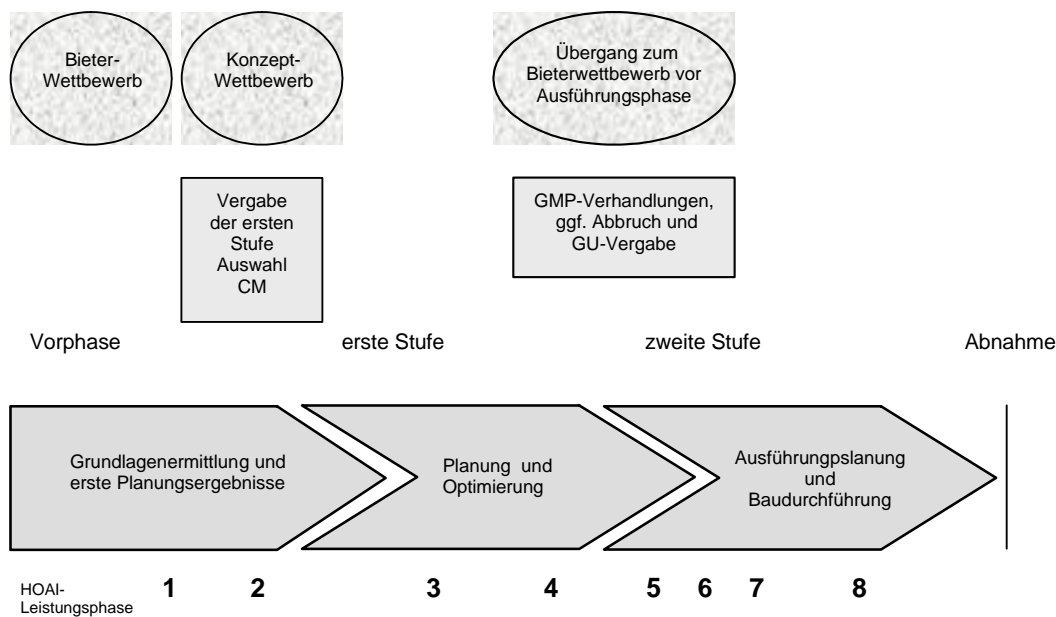 Bieter-
Wettbewerb
Konzept-
Wettbewerb
Übergang zum
Bieterwettbewerb vor
Ausführungsphase
Vergabe
der ersten
Stufe
Auswahl
CM
GMP-Verhandlungen,
ggf. Abbruch und
GU-Vergabe
Vorphase
erste Stufe
zweite Stufe
Abnahme
Grundlagenermittlung und
erste Planungsergebnisse
Planung und
Optimierung
Ausführungpslanung
und
Baudurchführung
HOAI-
Leistungsphase
1 2 3 4 5 6 7 8